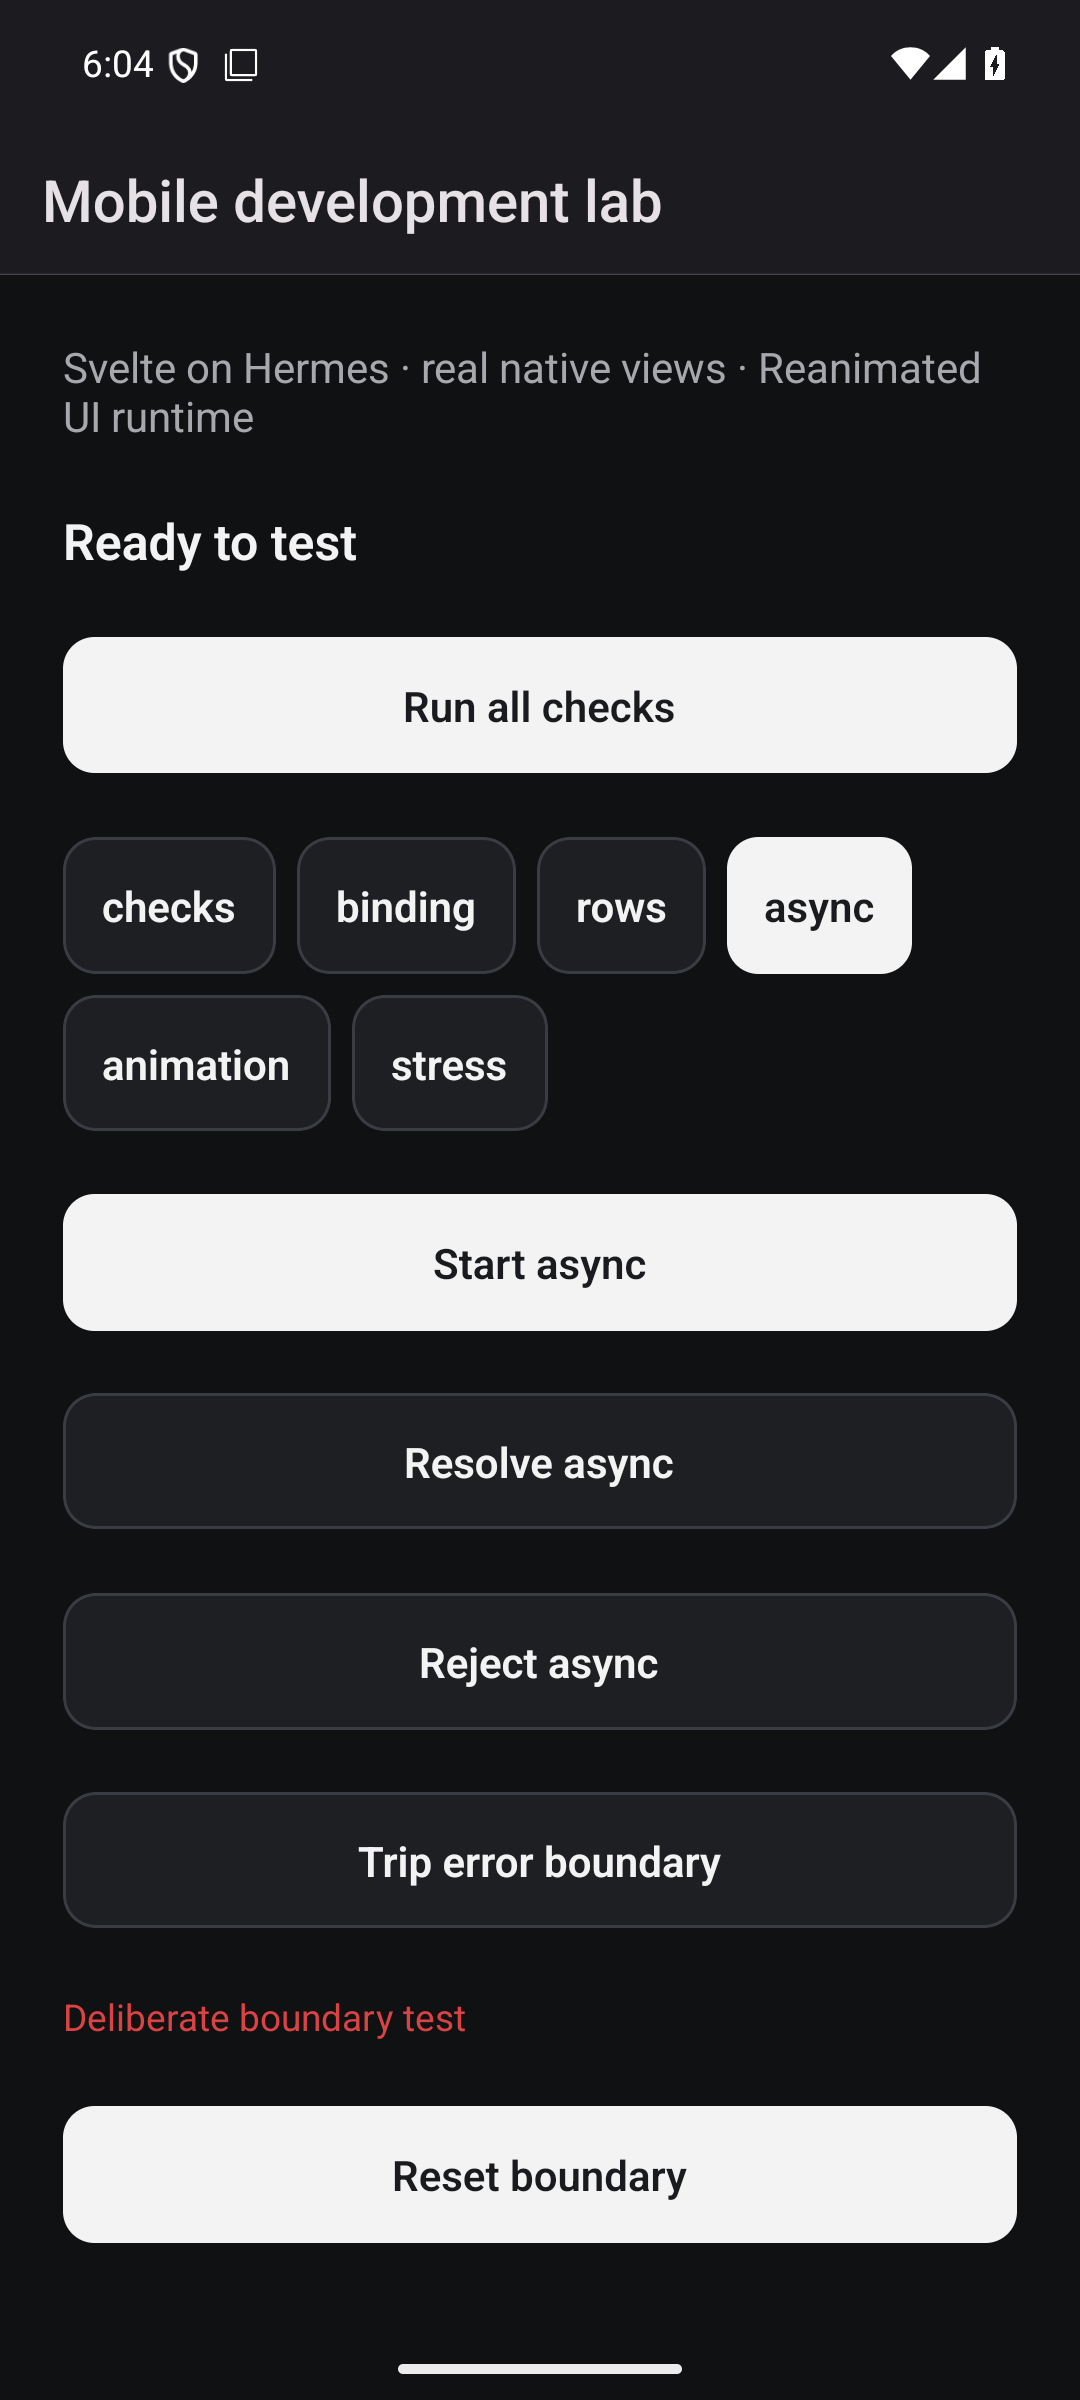 6:04
Mobile development lab
Svelte on Hermes · real native views · Reanimated
UI runtime
Ready to test
Run all checks
checks
binding
rows
async
animation
stress
Start async
Resolve async
Reject async
Trip error boundary
Deliberate boundary test
Reset boundary